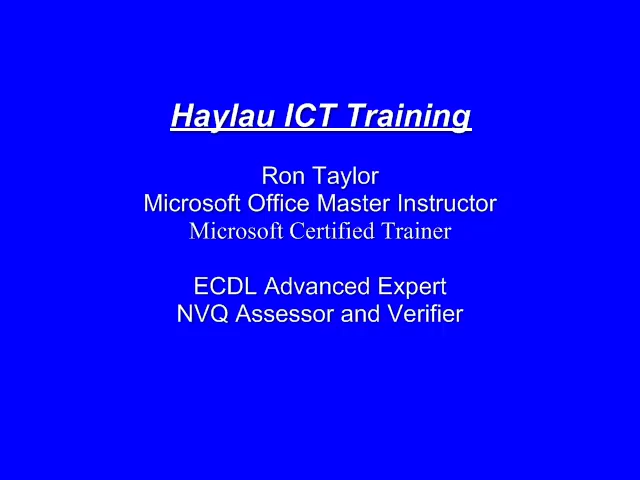 Haylau ICT Training
Ron Taylor
Microsoft Office Master Instructor
Microsoft Certified Trainer
ECDL Advanced Expert
NVQ Assessor and Verifier